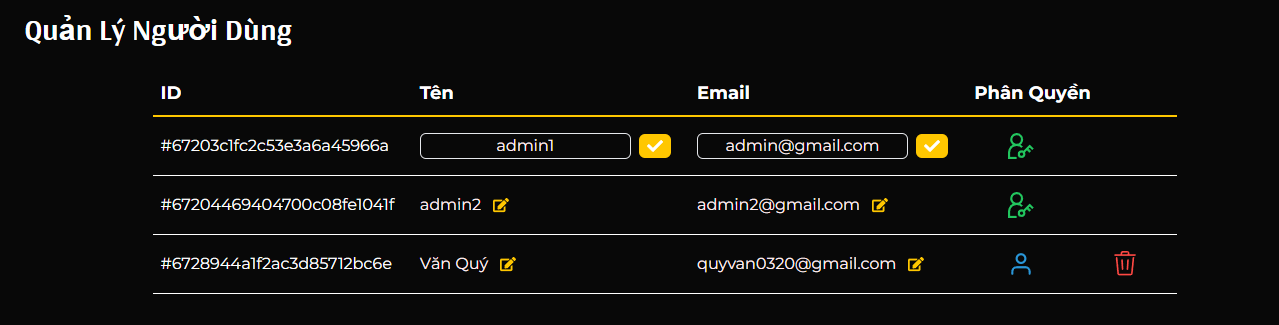 Quản Lý Người Dùng
ID Tên Email Phân Quyền
#67203c1fc2c53e3a6a45966a admin1 admin@gmail.com
#67204469404700c08fe1041f admin2 admin2@gmail.com
#6728944a1f2ac3d85712bc6e Văn Quý quyvan0320@gmail.com